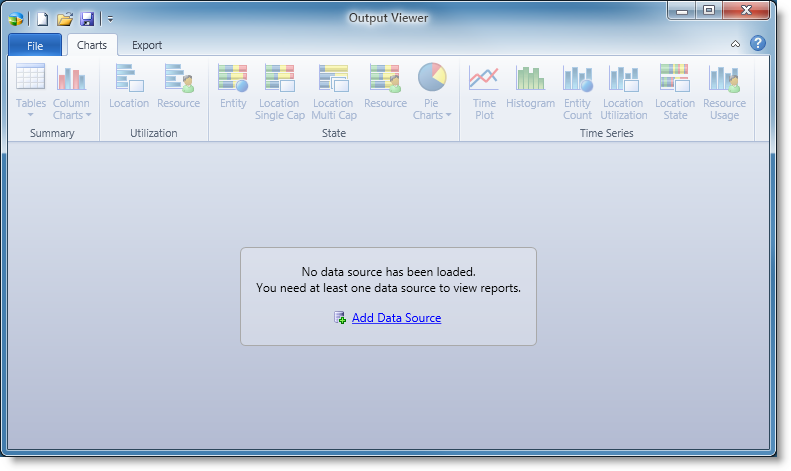 Output Viewer
File Charts Export
Tables Column Charts
Location Resource
Entity Location Single Cap Location Multi Cap Resource Pie Charts
Time Plot Histogram Entity Count Location Utilization Location State Resource Usage
Summary Utilization State Time Series
No data source has been loaded.
You need at least one data source to view reports.
Add Data Source